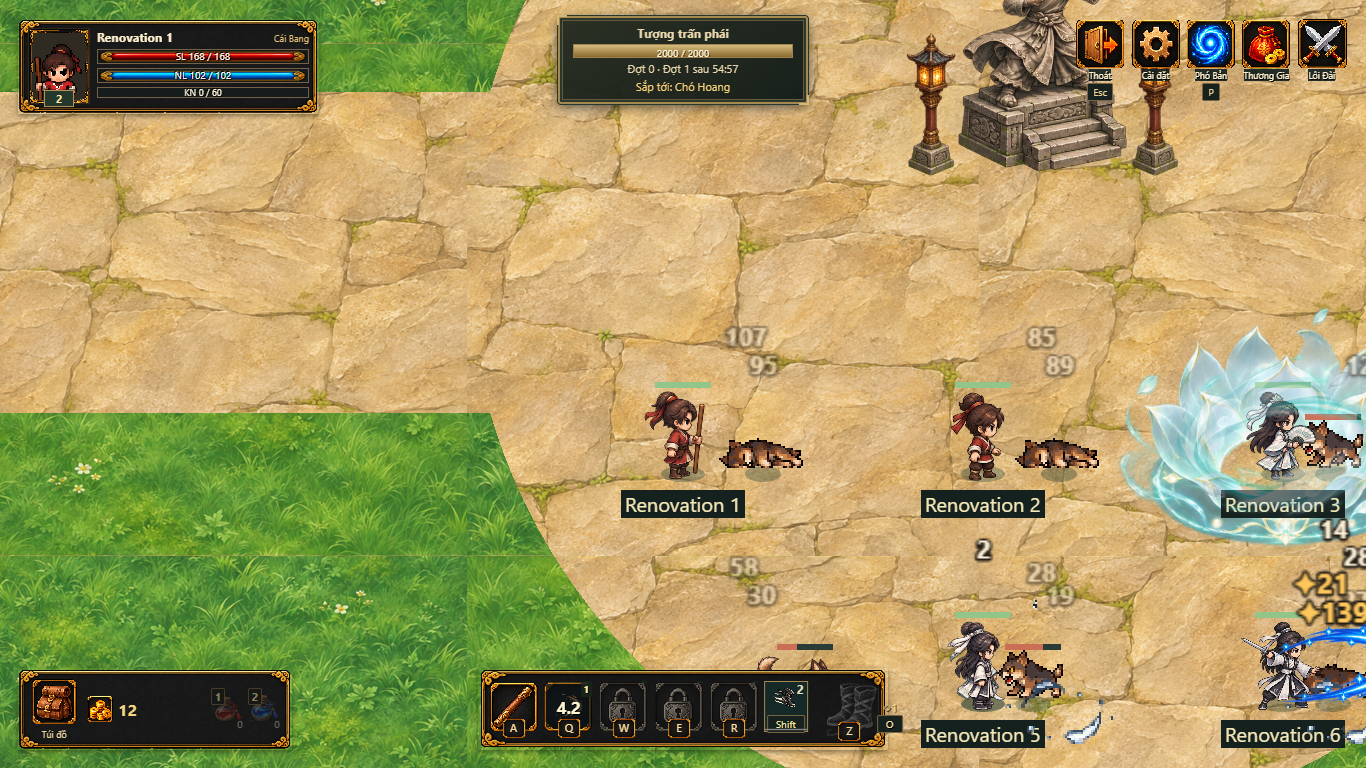 Renovation 1
Cái Bang
SL 168 / 168
NL 102 / 102
2
KN 0 / 60
Tượng trấn phái
2000 / 2000
Đợt 0 · Đợt 1 sau 54:57
Sắp tới: Chó Hoang
Thoát
Cài đặt
Phó Bản
Thương Gia
Lôi Đài
Esc
P
107
95
85
89
12
Renovation 1
Renovation 2
Renovation 3
14
2
28
58
30
28
19
21
139
Renovation 5
Renovation 6
12
Túi đồ
1
0
2
0
A
4.2
1
Q
W
E
R
2
Shift
Z
O